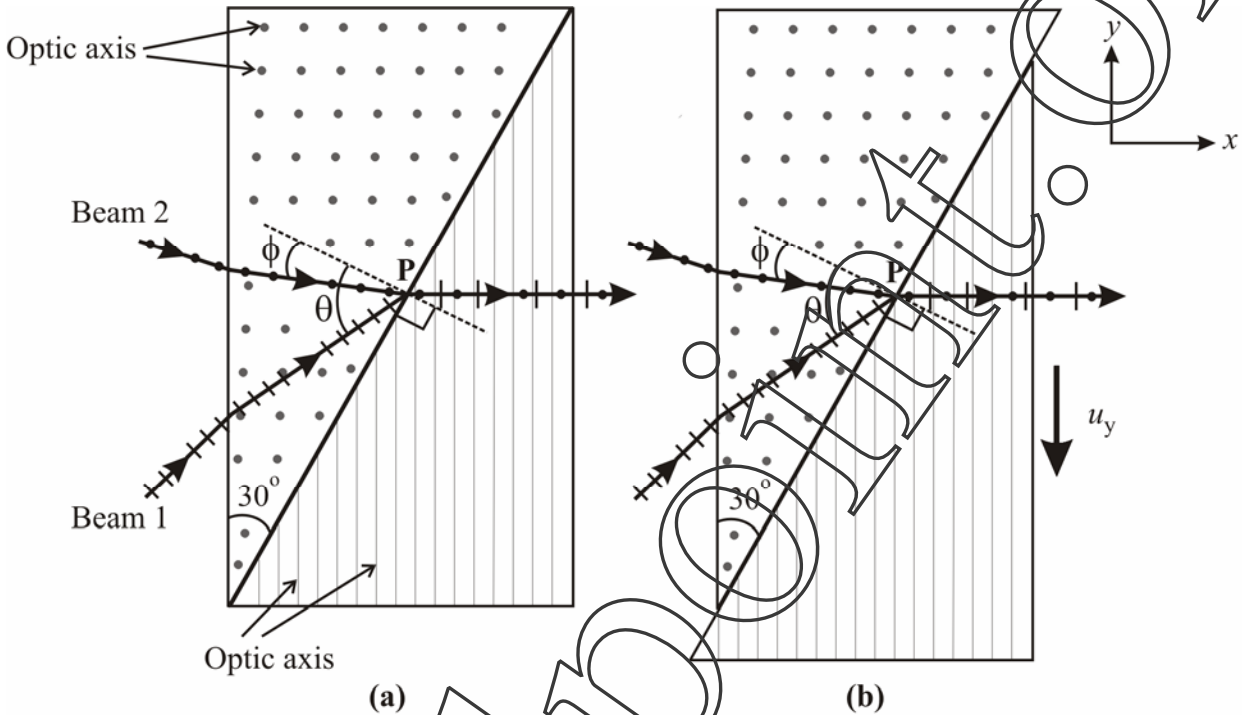 Optic axis
y
x
P
P
Beam 2
ϕ
ϕ
θ
θ
u_y
30°
30°
Beam 1
Optic axis
(a)
(b)